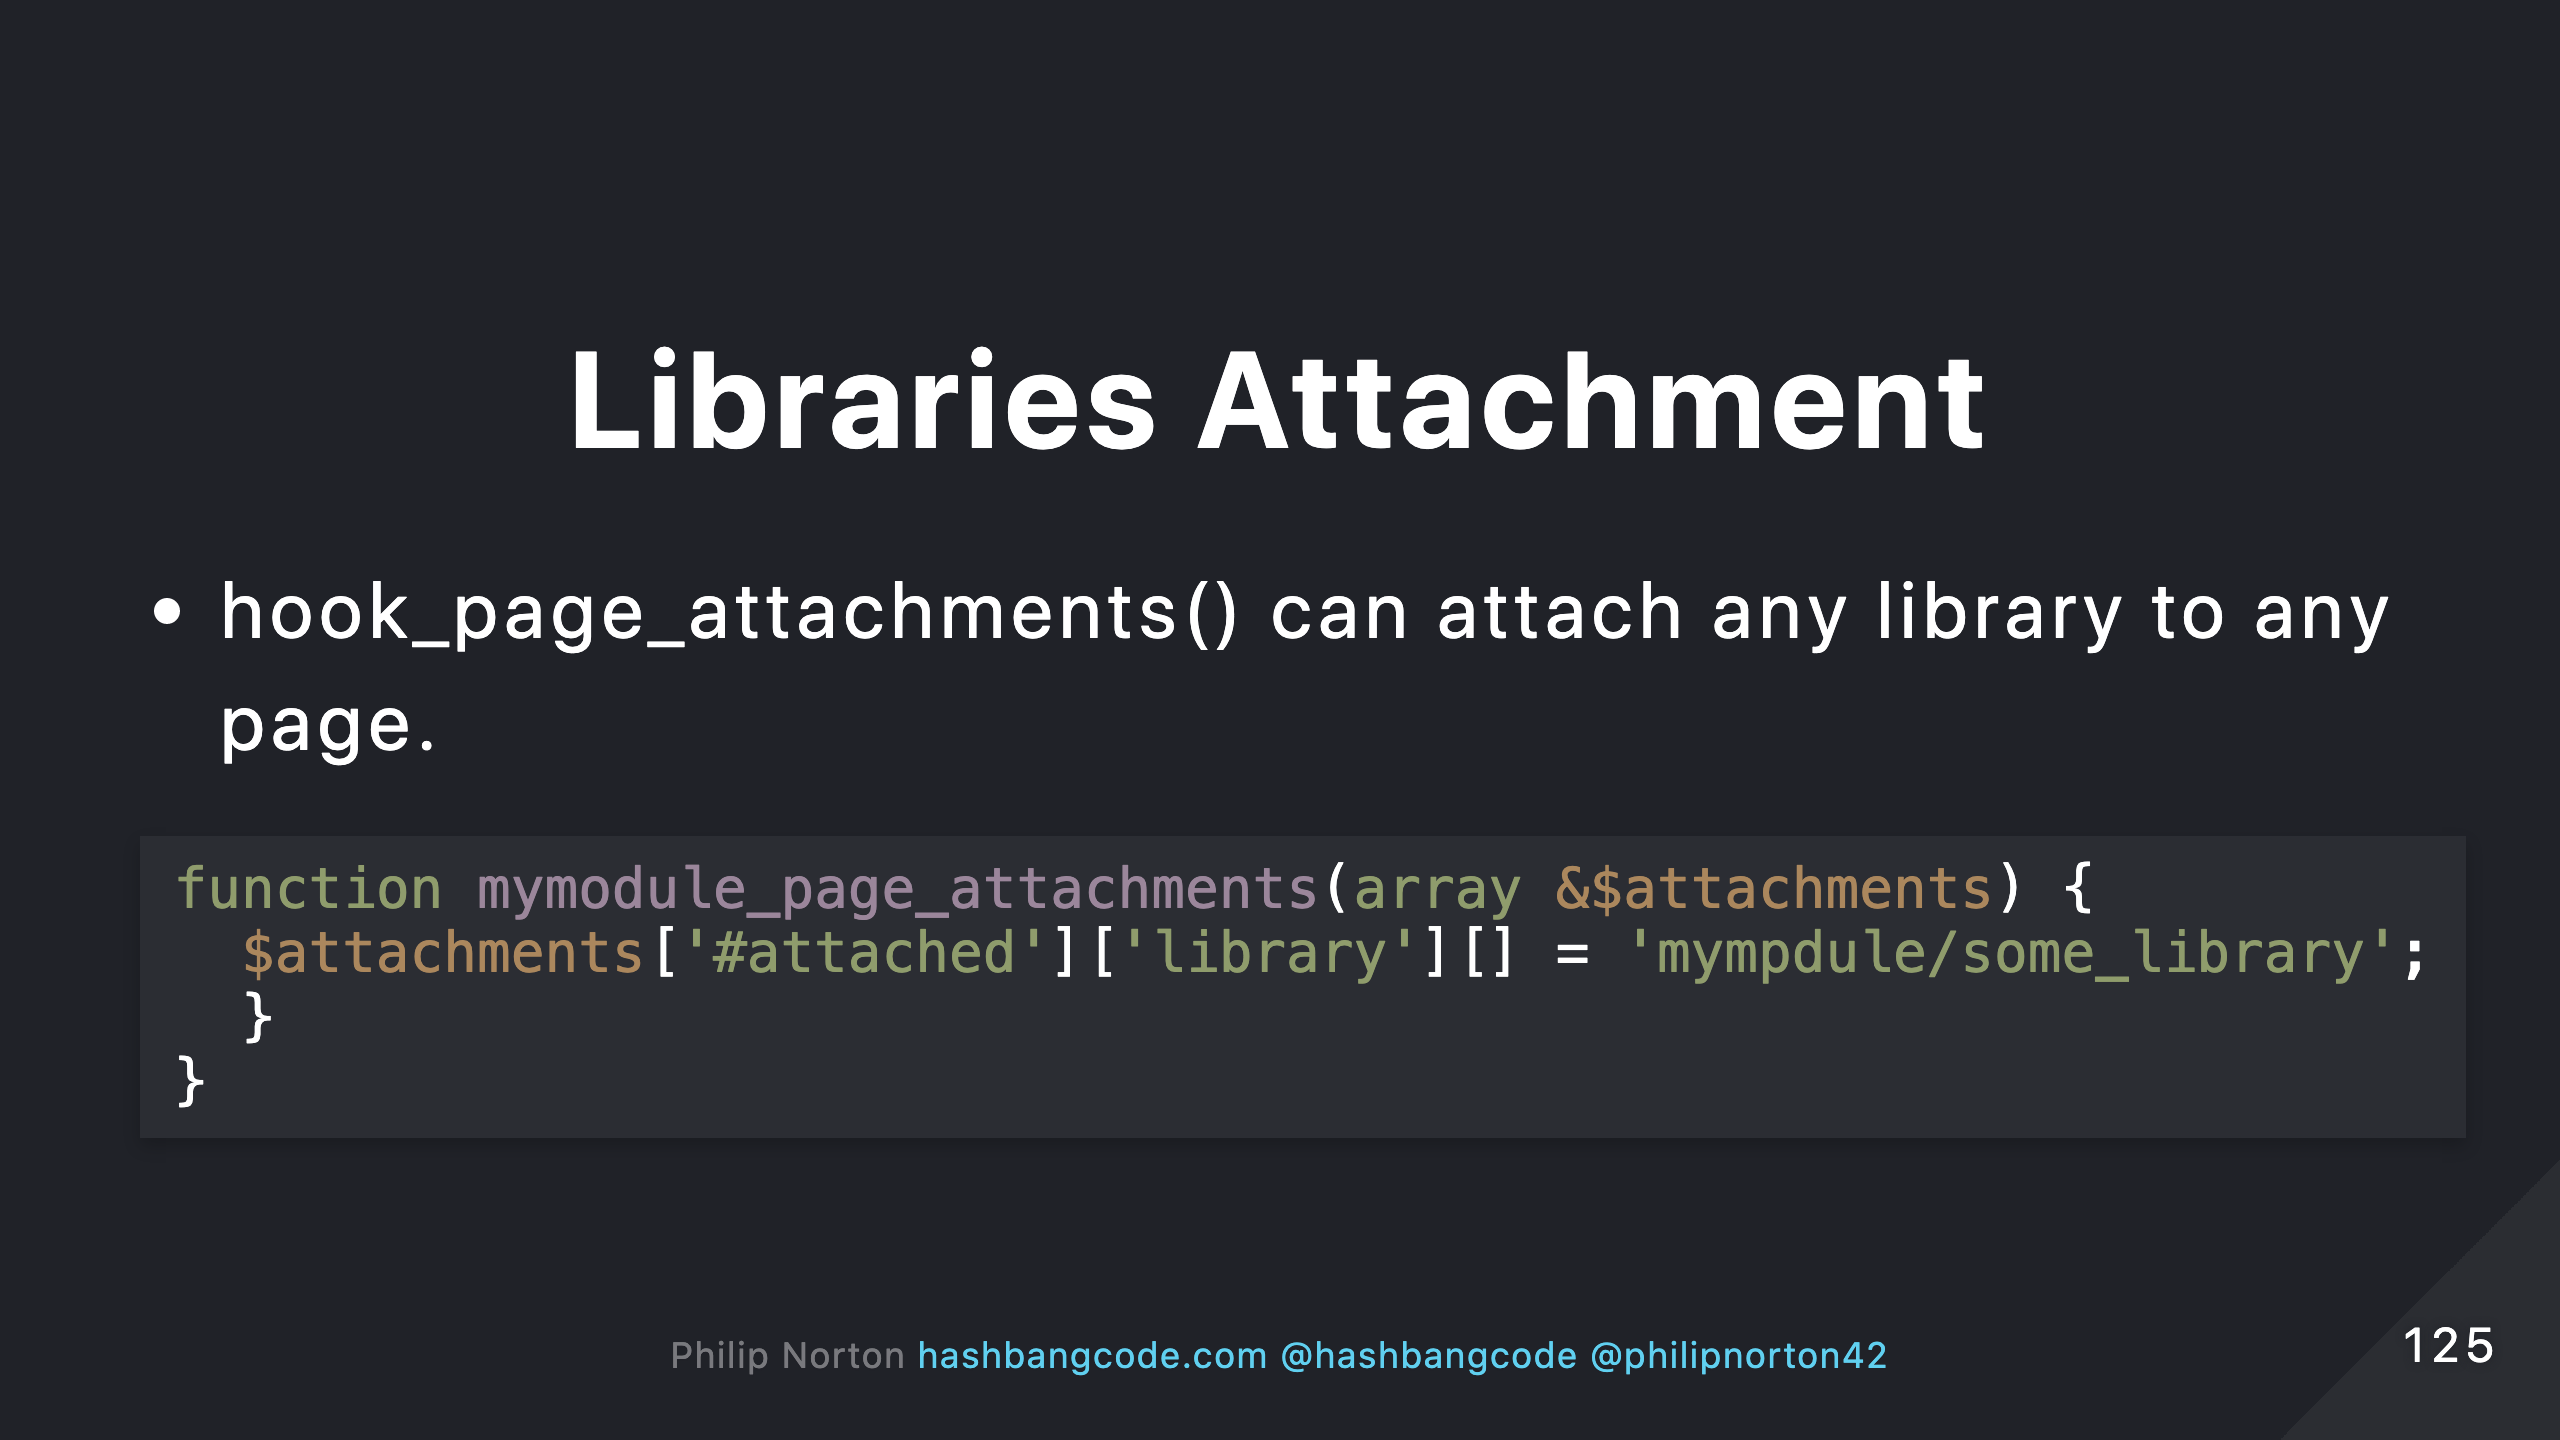 Libraries Attachment
• hook_page_attachments() can attach any library to any
page.
function mymodule_page_attachments(array &$attachments) {
  $attachments['#attached']['library'][] = 'mympdule/some_library';
  }
}
Philip Norton hashbangcode.com @hashbangcode @philipnorton42
125